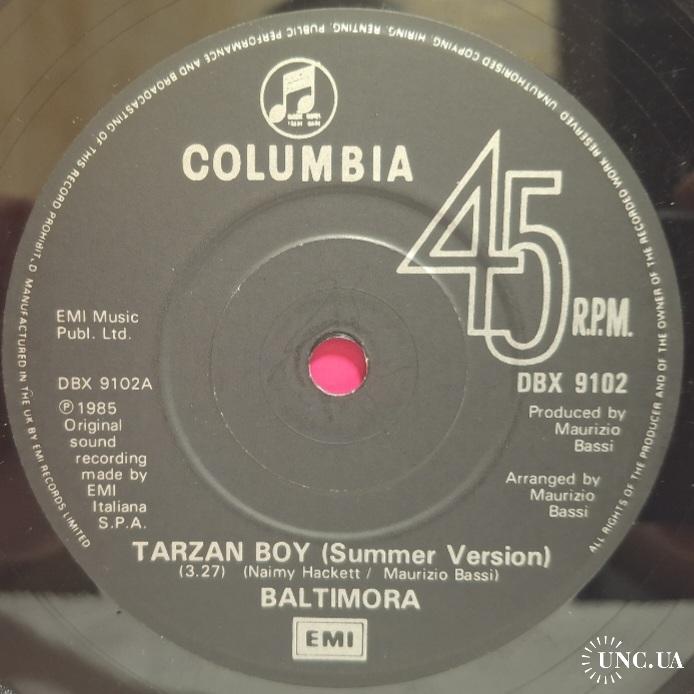 ALL RIGHTS OF THE PRODUCER AND OF THE OWNER OF THE RECORDED WORK RESERVED. UNAUTHORISED COPYING, HIRING, RENTING, PUBLIC PERFORMANCE AND BROADCASTING OF THIS RECORD PROHIBIT.D MANUFACTURED IN THE UK BY EMI RECORDS LIMITED
COLUMBIA
45
R.P.M.
EMI Music
Publ. Ltd.
DBX 9102A
Ⓟ 1985
Original
sound
recording
made by
EMI
Italiana
S.P.A.
DBX 9102
Produced by
Maurizio
Bassi
Arranged by
Maurizio
Bassi
TARZAN BOY (Summer Version)
(3.27) (Naimy Hackett / Maurizio Bassi)
BALTIMORA
EMI
UNC.UA